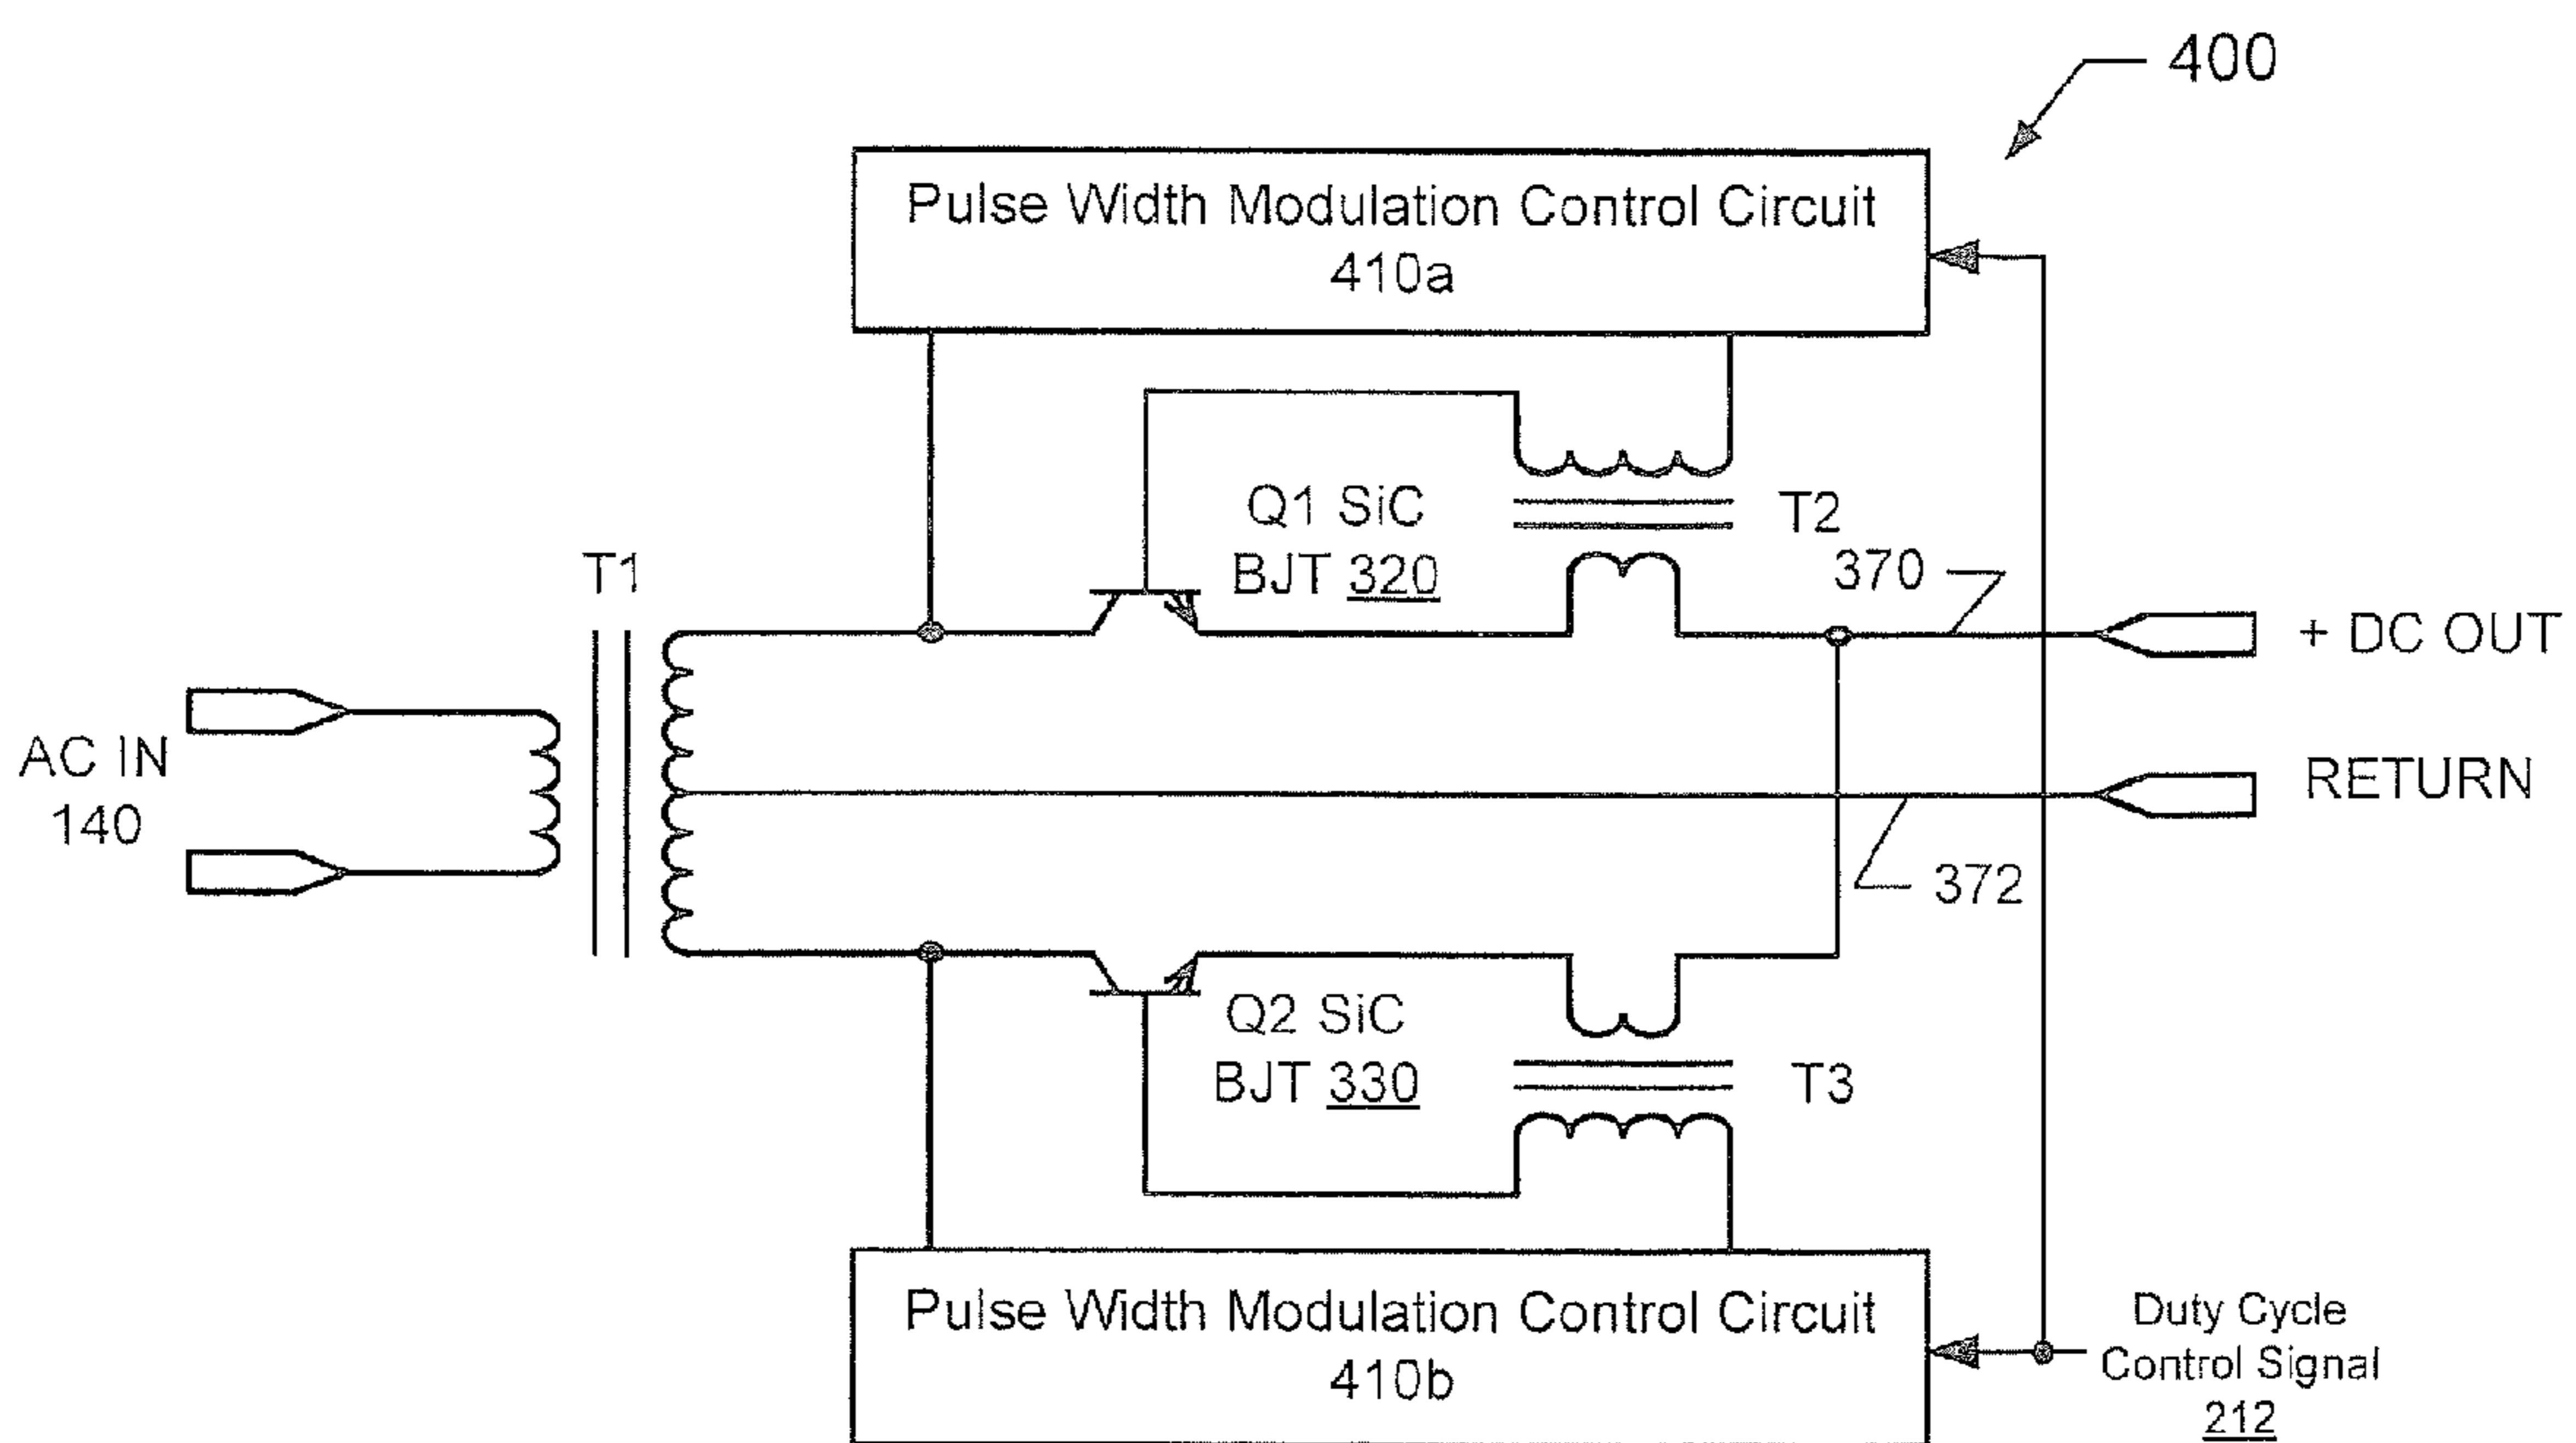 400
Pulse Width Modulation Control Circuit
410a
Q1 SiC
BJT 320
T2
T1
370
+ DC OUT
AC IN
140
RETURN
372
Q2 SiC
BJT 330
T3
Pulse Width Modulation Control Circuit
410b
Duty Cycle
Control Signal
212